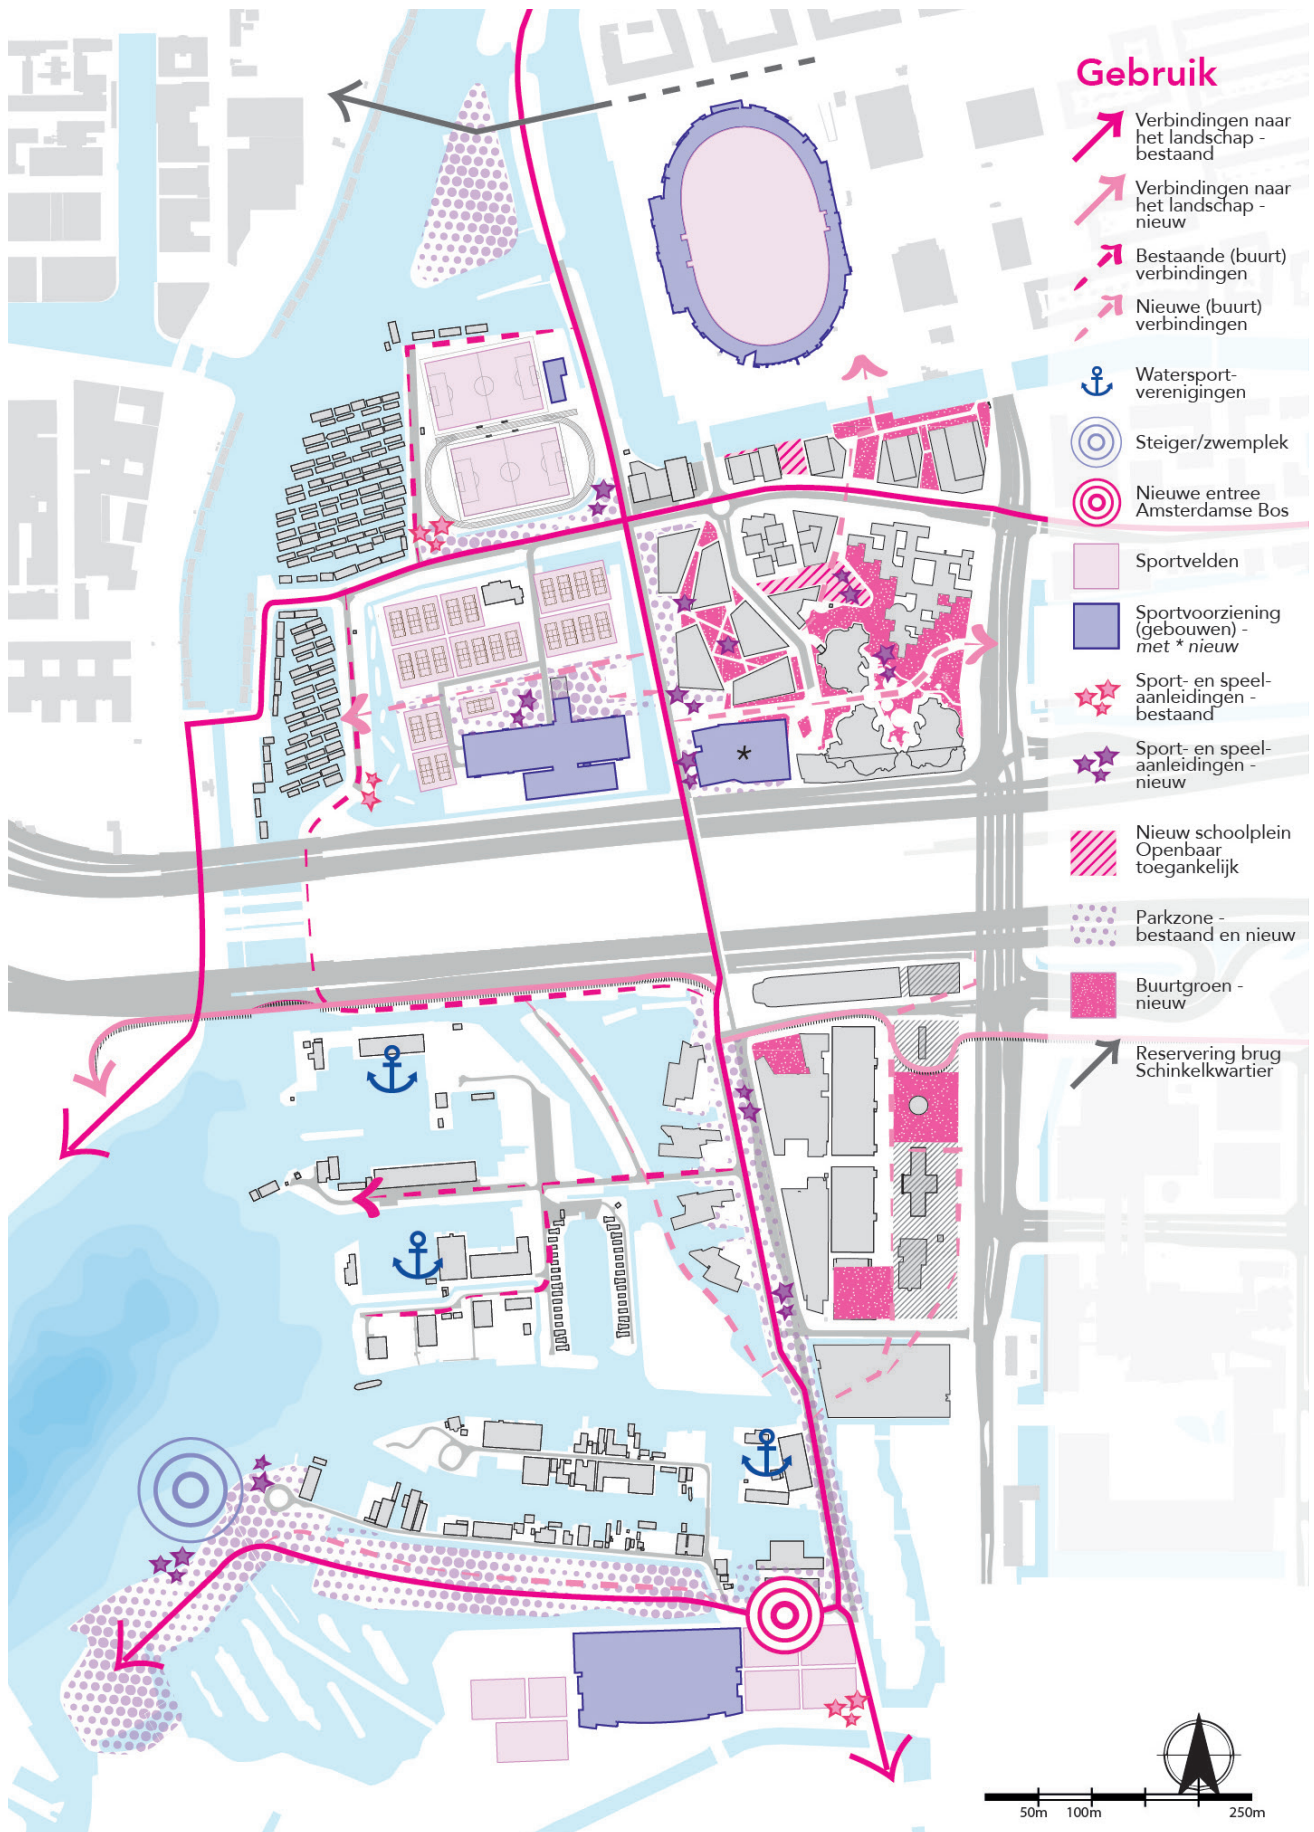 Gebruik
Verbindingen naar
het landschap -
bestaand
Verbindingen naar
het landschap -
nieuw
Bestaande (buurt)
verbindingen
Nieuwe (buurt)
verbindingen
Watersport-
verenigingen
Steiger/zwemplek
Nieuwe entree
Amsterdamse Bos
Sportvelden
Sportvoorziening
(gebouwen) -
met * nieuw
Sport- en speel-
aanleidingen -
bestaand
Sport- en speel-
aanleidingen -
nieuw
Nieuw schoolplein
Openbaar
toegankelijk
Parkzone -
bestaand en nieuw
Buurtgroen -
nieuw
Reservering brug
Schinkelkwartier
*
50m 100m 250m